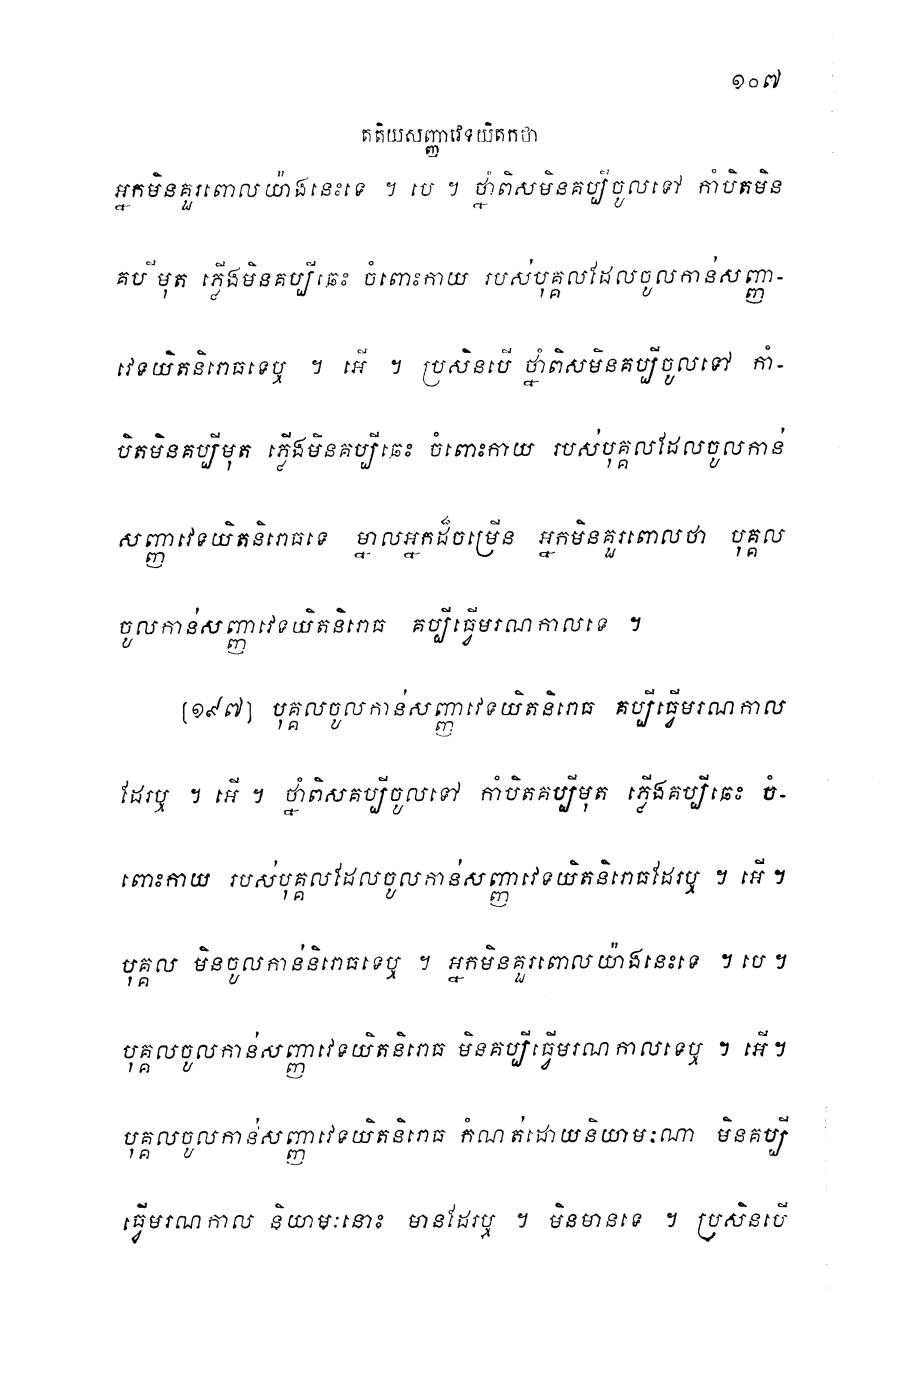 ១០៧
តតិយសញ្ញាវេទយិតកថា
អ្នកមិនគួរពោលយ៉ាងនេះទេ ។ បេ ។ ថ្នាំពិសមិនគប្បីចូលទៅ កាំបិតមិន
គប្បីមុត ភ្លើងមិនគប្បីឆេះ ចំពោះកាយ របស់បុគ្គលដែលចូលកាន់សញ្ញា-
វេទយិតនិរោធទេឬ ។ អើ ។ ប្រសិនបើ ថ្នាំពិសមិនគប្បីចូលទៅ កាំ-
បិតមិនគប្បីមុត ភ្លើងមិនគប្បីឆេះ ចំពោះកាយ របស់បុគ្គលដែលចូលកាន់
សញ្ញាវេទយិតនិរោធទេ ម្នាលអ្នកដ៏ចម្រើន អ្នកមិនគួរពោលថា បុគ្គល
ចូលកាន់សញ្ញាវេទយិតនិរោធ គប្បីធ្វើមរណកាលទេ ។
[១៩៧] បុគ្គលចូលកាន់សញ្ញាវេទយិតនិរោធ គប្បីធ្វើមរណកាល
ដែរឬ ។ អើ ។ ថ្នាំពិសគប្បីចូលទៅ កាំបិតគប្បីមុត ភ្លើងគប្បីឆេះ ចំ-
ពោះកាយ របស់បុគ្គលដែលចូលកាន់សញ្ញាវេទយិតនិរោធដែរឬ ។ អើ ។
បុគ្គល មិនចូលកាន់និរោធទេឬ ។ អ្នកមិនគួរពោលយ៉ាងនេះទេ ។ បេ ។
បុគ្គលចូលកាន់សញ្ញាវេទយិតនិរោធ មិនគប្បីធ្វើមរណកាលទេឬ ។ អើ ។
បុគ្គលចូលកាន់សញ្ញាវេទយិតនិរោធ កំណត់ដោយនិយាមៈណា មិនគប្បី
ធ្វើមរណកាល និយាមៈនោះ មានដែរឬ ។ មិនមានទេ ។ ប្រសិនបើ